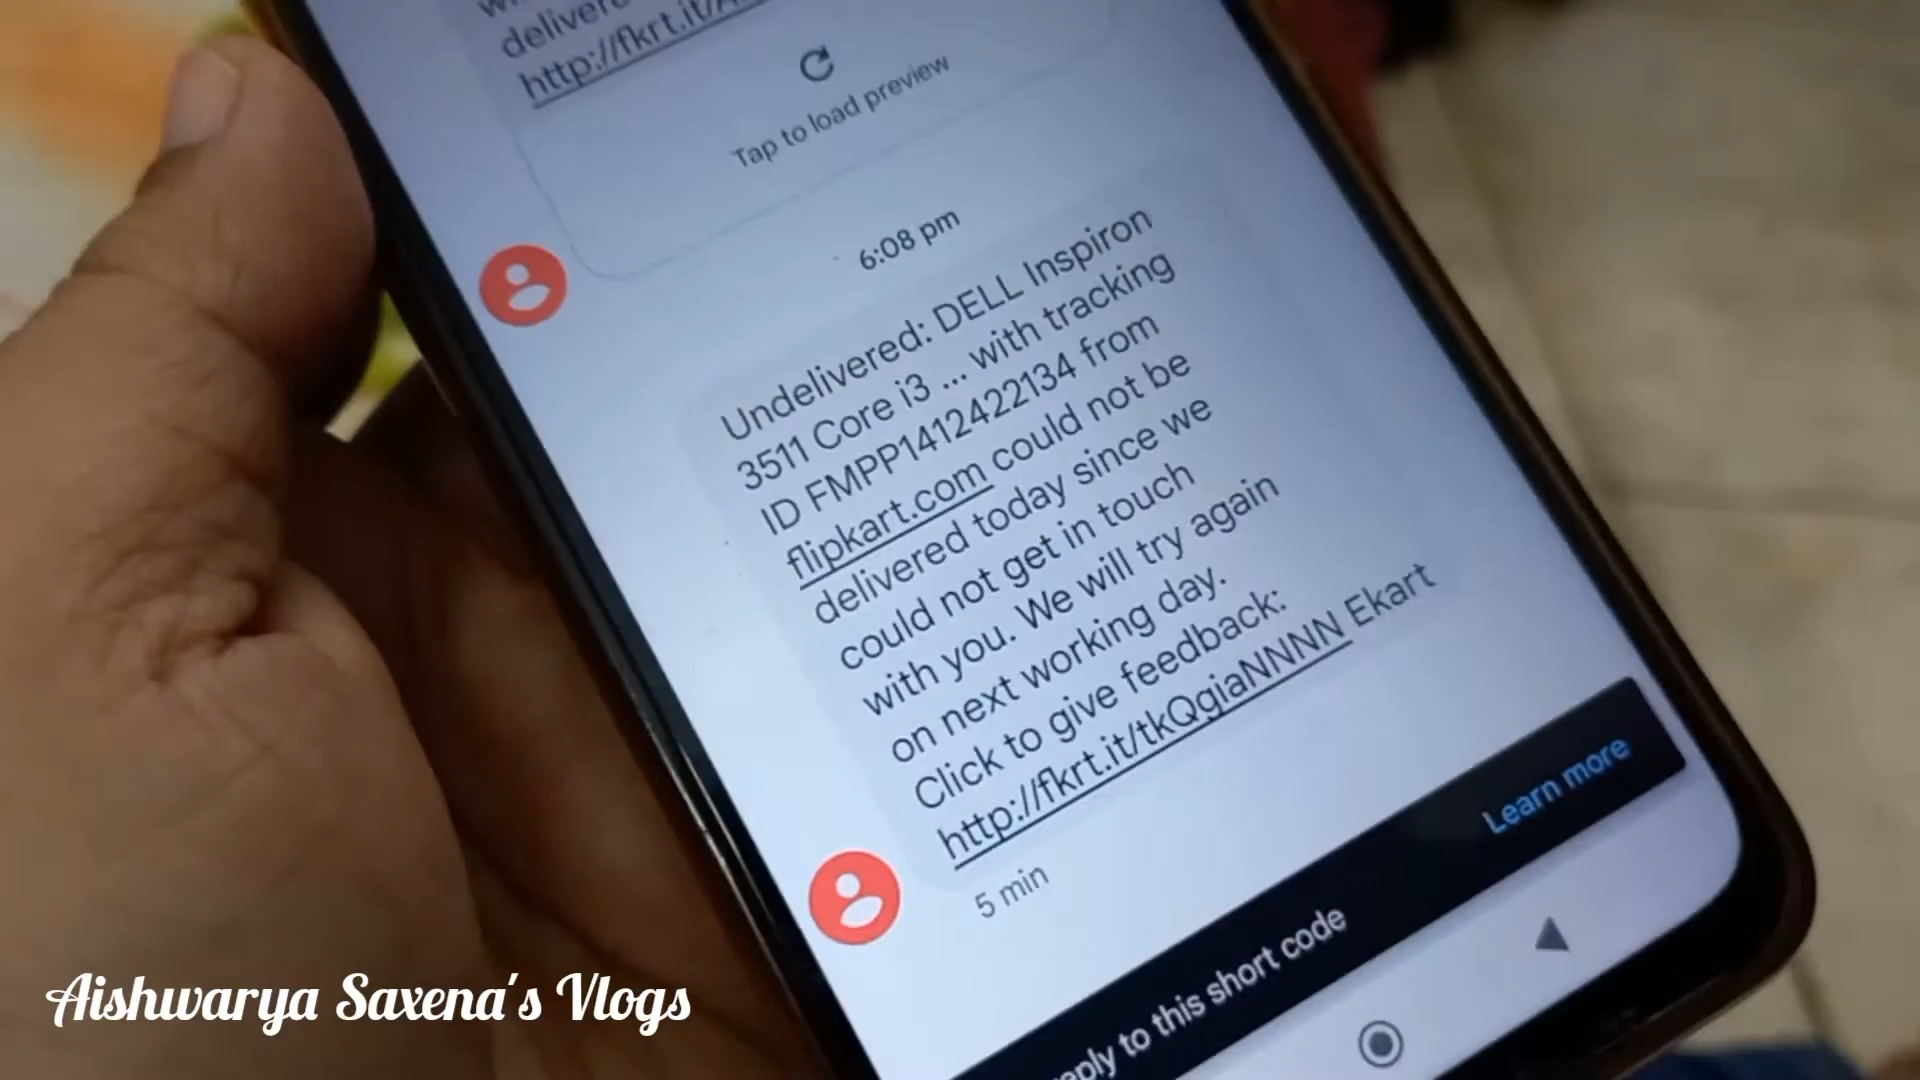 http://fkrt.it/
Tap to load preview
6:08 pm
Undelivered: DELL Inspiron
3511 Core i3 ... with tracking
ID FMPP1412422134 from
flipkart.com could not be
delivered today since we
could not get in touch
with you. We will try again
on next working day.
Click to give feedback:
http://fkrt.it/tkQgiaNNNN Ekart
5 min
Learn more
reply to this short code
Aishwarya Saxena's Vlogs